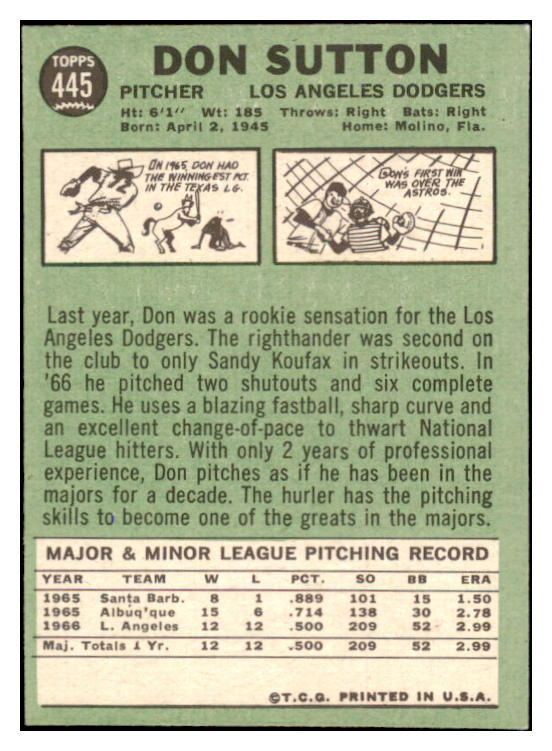 TOPPS
445
DON SUTTON
PITCHER LOS ANGELES DODGERS
Ht: 6'1" Wt: 185 Throws: Right Bats: Right
Born: April 2, 1945 Home: Molino, Fla.
IN 1965, DON HAD
THE WINNINGEST PCT.
IN THE TEXAS LG.
DON'S FIRST WIN
WAS OVER THE
ASTROS.
Last year, Don was a rookie sensation for the Los
Angeles Dodgers. The righthander was second on
the club to only Sandy Koufax in strikeouts. In
'66 he pitched two shutouts and six complete
games. He uses a blazing fastball, sharp curve and
an excellent change-of-pace to thwart National
League hitters. With only 2 years of professional
experience, Don pitches as if he has been in the
majors for a decade. The hurler has the pitching
skills to become one of the greats in the majors.
MAJOR & MINOR LEAGUE PITCHING RECORD
YEAR TEAM W L PCT. SO BB ERA
1965 Santa Barb. 8 1 .889 101 15 1.50
1965 Albuq'que 15 6 .714 138 30 2.78
1966 L. Angeles 12 12 .500 209 52 2.99
Maj. Totals 1 Yr. 12 12 .500 209 52 2.99
©T.C.G. PRINTED IN U.S.A.